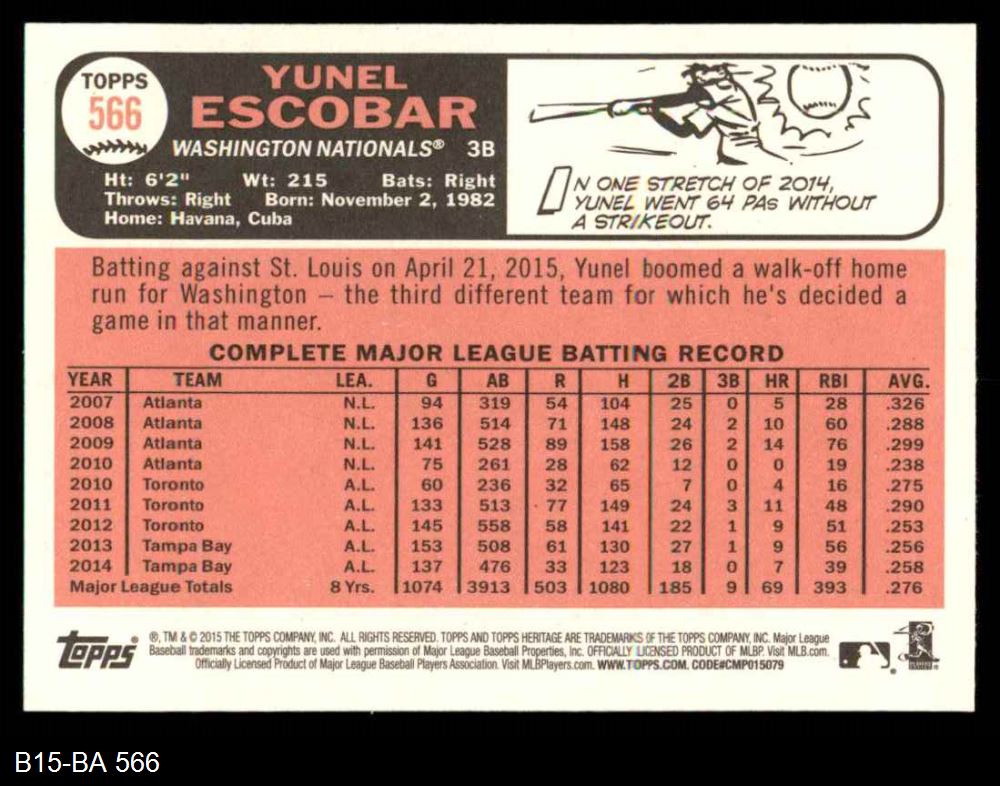 TOPPS
566
YUNEL
ESCOBAR
WASHINGTON NATIONALS® 3B
Ht: 6'2" Wt: 215 Bats: Right
Throws: Right Born: November 2, 1982
Home: Havana, Cuba
IN ONE STRETCH OF 2014,
YUNEL WENT 64 PAs WITHOUT
A STRIKEOUT.
Batting against St. Louis on April 21, 2015, Yunel boomed a walk-off home
run for Washington – the third different team for which he's decided a
game in that manner.
COMPLETE MAJOR LEAGUE BATTING RECORD
YEAR TEAM LEA. G AB R H 2B 3B HR RBI AVG.
2007 Atlanta N.L. 94 319 54 104 25 0 5 28 .326
2008 Atlanta N.L. 136 514 71 148 24 2 10 60 .288
2009 Atlanta N.L. 141 528 89 158 26 2 14 76 .299
2010 Atlanta N.L. 75 261 28 62 12 0 0 19 .238
2010 Toronto A.L. 60 236 32 65 7 0 4 16 .275
2011 Toronto A.L. 133 513 77 149 24 3 11 48 .290
2012 Toronto A.L. 145 558 58 141 22 1 9 51 .253
2013 Tampa Bay A.L. 153 508 61 130 27 1 9 56 .256
2014 Tampa Bay A.L. 137 476 33 123 18 0 7 39 .258
Major League Totals 8 Yrs. 1074 3913 503 1080 185 9 69 393 .276
topps
®, TM & © 2015 THE TOPPS COMPANY, INC. ALL RIGHTS RESERVED. TOPPS AND TOPPS HERITAGE ARE TRADEMARKS OF THE TOPPS COMPANY, INC. Major League
Baseball trademarks and copyrights are used with permission of Major League Baseball Properties, Inc. OFFICIALLY LICENSED PRODUCT OF MLBP. Visit MLB.com.
Officially Licensed Product of Major League Baseball Players Association. Visit MLBPlayers.com. WWW.TOPPS.COM. CODE#CMP015079
B15-BA 566